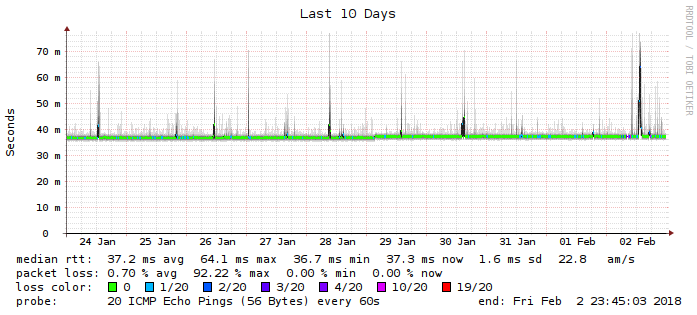 Last 10 Days
RRDTOOL / TOBI OETIKER
Seconds
70 m
60 m
50 m
40 m
30 m
20 m
10 m
0
24 Jan 25 Jan 26 Jan 27 Jan 28 Jan 29 Jan 30 Jan 31 Jan 01 Feb 02 Feb
median rtt: 37.2 ms avg 64.1 ms max 36.7 ms min 37.3 ms now 1.6 ms sd 22.8 am/s
packet loss: 0.70 % avg 92.22 % max 0.00 % min 0.00 % now
loss color: 0 1/20 2/20 3/20 4/20 10/20 19/20
probe: 20 ICMP Echo Pings (56 Bytes) every 60s end: Fri Feb 2 23:45:03 2018